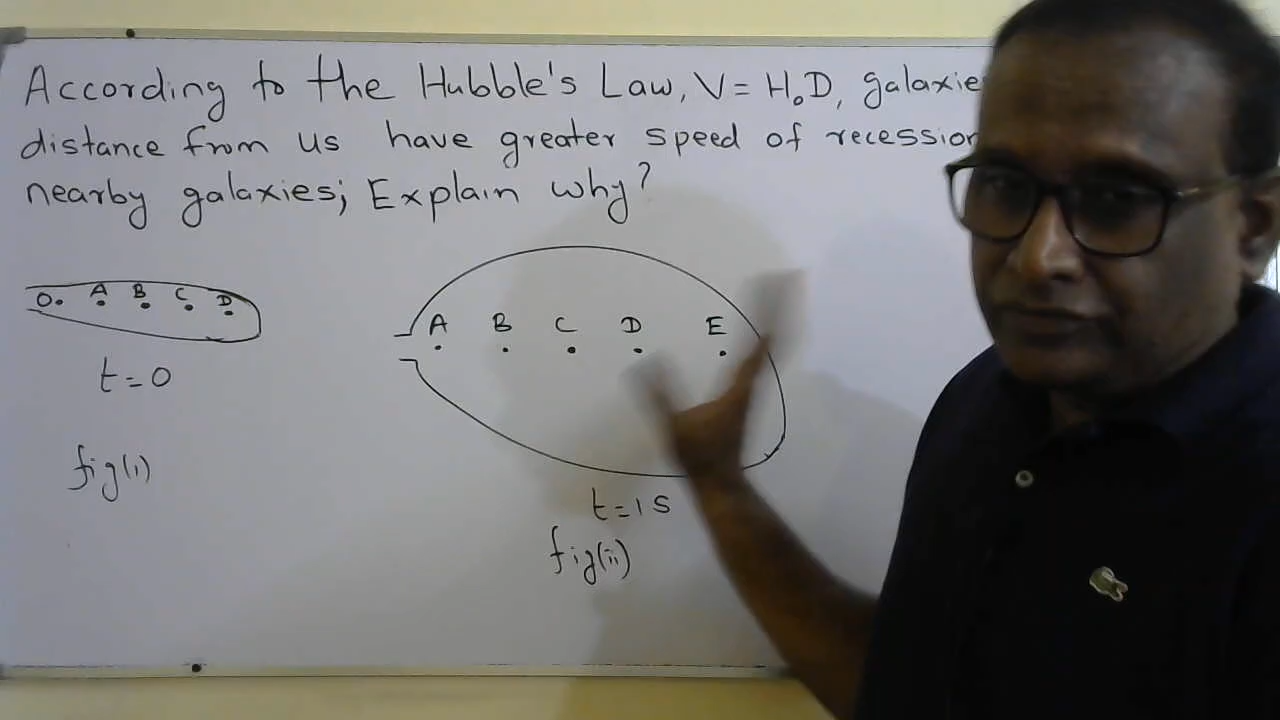 According to the Hubble's Law, V = H₀D, galaxie
distance from us have greater speed of recession
nearby galaxies; Explain why?
O A B C D
t=0
fig(i)
A B C D E
t=1s
fig(ii)